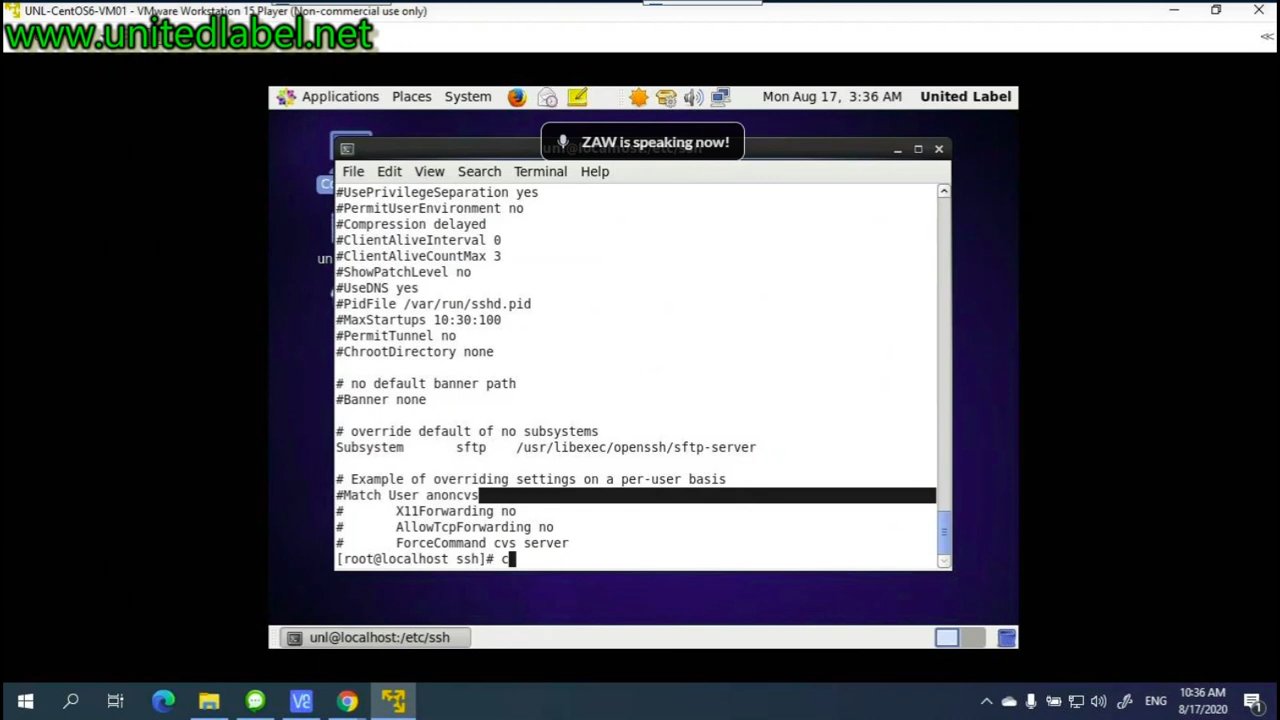 UNL-CentOS6-VM01 - VMware Workstation 15 Player (Non-commercial use only)
www.unitedlabel.net
Applications Places System Mon Aug 17, 3:36 AM United Label
ZAW is speaking now!
File Edit View Search Terminal Help
#UsePrivilegeSeparation yes
#PermitUserEnvironment no
#Compression delayed
#ClientAliveInterval 0
#ClientAliveCountMax 3
#ShowPatchLevel no
#UseDNS yes
#PidFile /var/run/sshd.pid
#MaxStartups 10:30:100
#PermitTunnel no
#ChrootDirectory none
# no default banner path
#Banner none
# override default of no subsystems
Subsystem sftp /usr/libexec/openssh/sftp-server
# Example of overriding settings on a per-user basis
#Match User anoncvs
# X11Forwarding no
# AllowTcpForwarding no
# ForceCommand cvs server
[root@localhost ssh]# c
unl@localhost:/etc/ssh
ENG
10:36 AM
8/17/2020